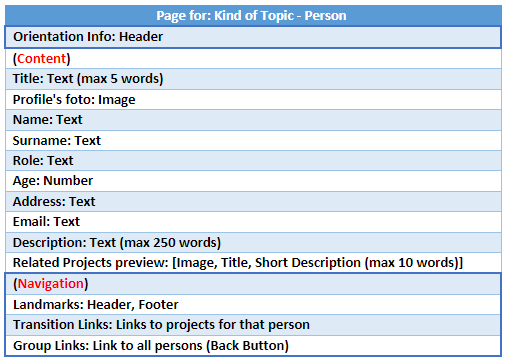 Page for: Kind of Topic - Person
Orientation Info: Header
(Content)
Title: Text (max 5 words)
Profile's foto: Image
Name: Text
Surname: Text
Role: Text
Age: Number
Address: Text
Email: Text
Description: Text (max 250 words)
Related Projects preview: [Image, Title, Short Description (max 10 words)]
(Navigation)
Landmarks: Header, Footer
Transition Links: Links to projects for that person
Group Links: Link to all persons (Back Button)